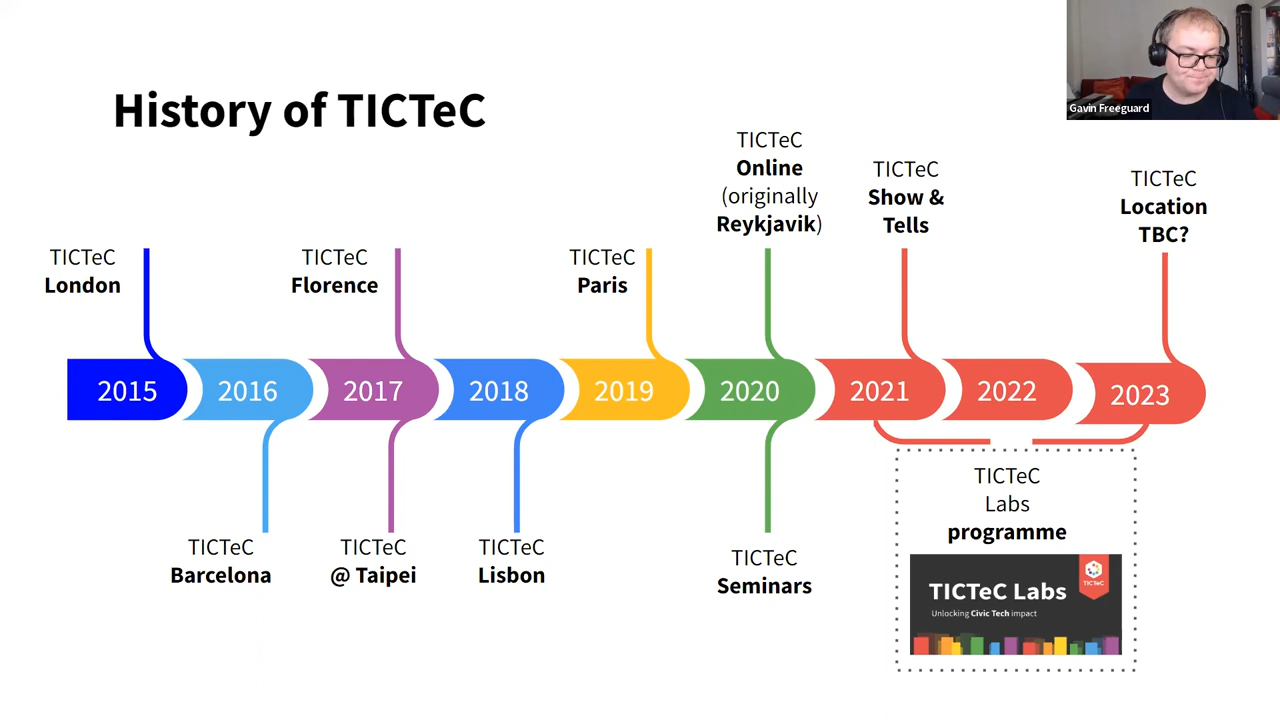 Gavin Freeguard
History of TICTeC
TICTeC
London
TICTeC
Florence
TICTeC
Paris
TICTeC
Online
(originally
Reykjavik)
TICTeC
Show &
Tells
TICTeC
Location
TBC?
2015
2016
2017
2018
2019
2020
2021
2022
2023
TICTeC
Barcelona
TICTeC
@ Taipei
TICTeC
Lisbon
TICTeC
Seminars
TICTeC
Labs
programme
TICTeC
TICTeC Labs
Unlocking Civic Tech impact